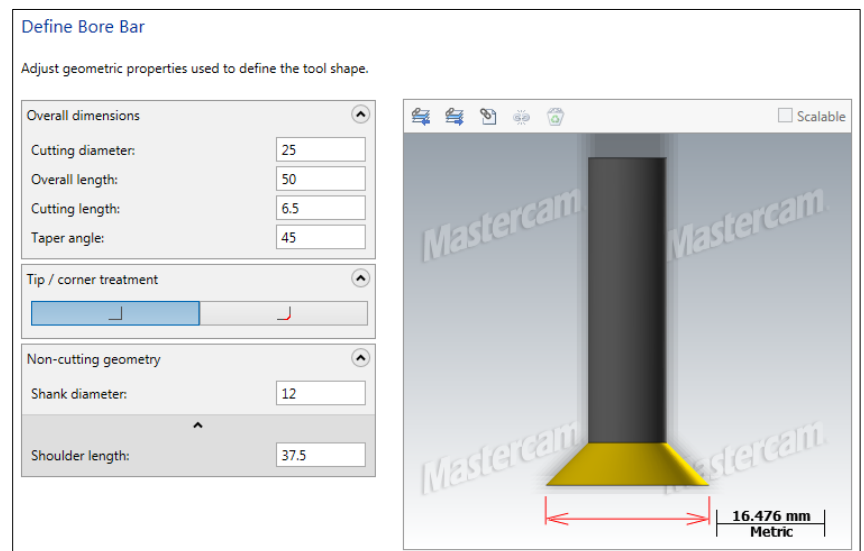 Define Bore Bar
Adjust geometric properties used to define the tool shape.
Overall dimensions
Cutting diameter: 25
Overall length: 50
Cutting length: 6.5
Taper angle: 45
Tip / corner treatment
Non-cutting geometry
Shank diameter: 12
Shoulder length: 37.5
Scalable
Mastercam
Mastercam
Mastercam
Mastercam
16.476 mm
Metric